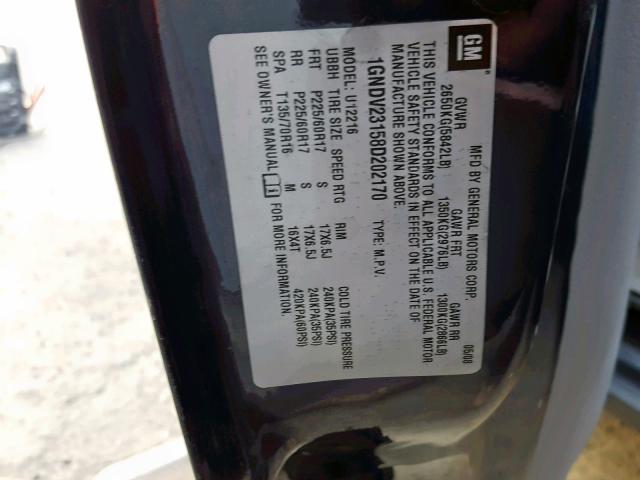 GM
MFD BY GENERAL MOTORS CORP. 05/08
GVWR GAWR FRT GAWR RR
2650KG(5842LB) 1350KG(2976LB) 1300KG(2866LB)
THIS VEHICLE CONFORMS TO ALL APPLICABLE U.S. FEDERAL MOTOR
VEHICLE SAFETY STANDARDS IN EFFECT ON THE DATE OF
MANUFACTURE SHOWN ABOVE.
1GNDV23158D202170 TYPE: M.P.V.
MODEL: U12216
UBBH TIRE SIZE SPEED RTG RIM COLD TIRE PRESSURE
FRT P225/60R17 S 17X6.5J 240KPA(35PSI)
RR P225/60R17 S 17X6.5J 240KPA(35PSI)
SPA T135/70R16 M 16X4T 420KPA(60PSI)
SEE OWNER'S MANUAL FOR MORE INFORMATION.